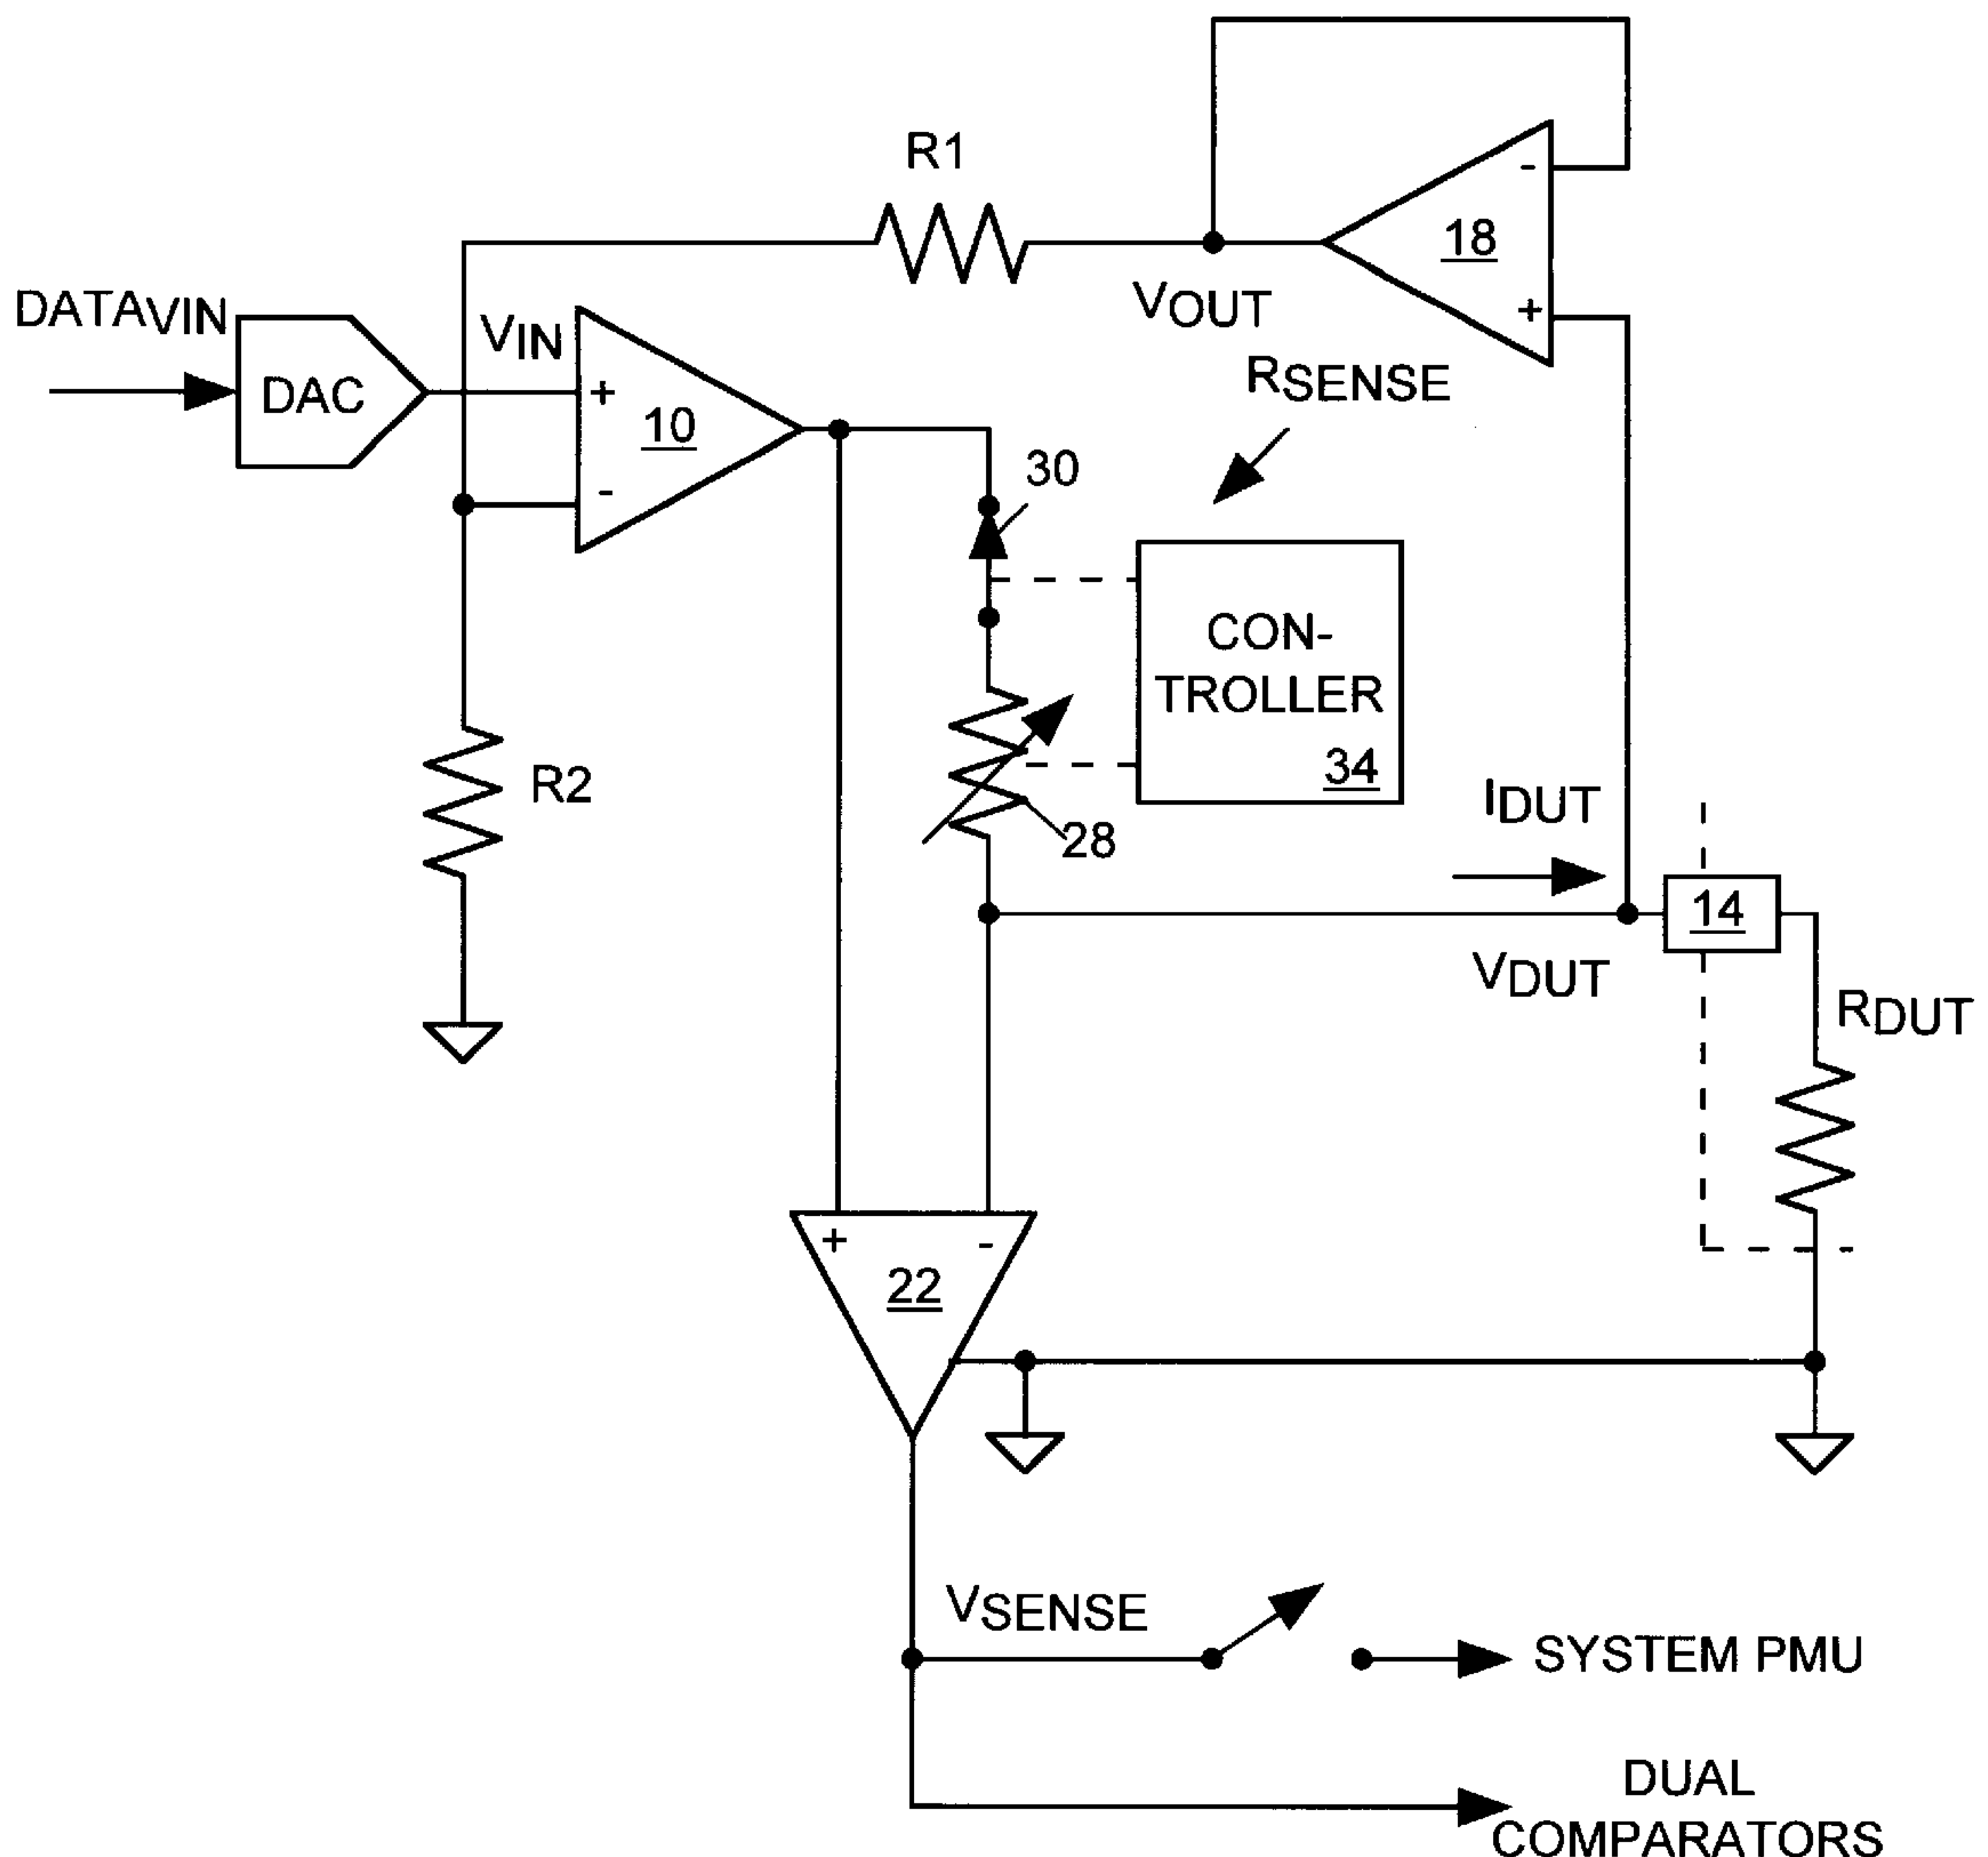 R1
-
18
+
DATAVIN
VIN
VOUT
RSENSE
DAC
+
10
-
30
CON-
TROLLER
34
R2
28
IDUT
14
VDUT
RDUT
+
-
22
VSENSE
SYSTEM PMU
DUAL
COMPARATORS